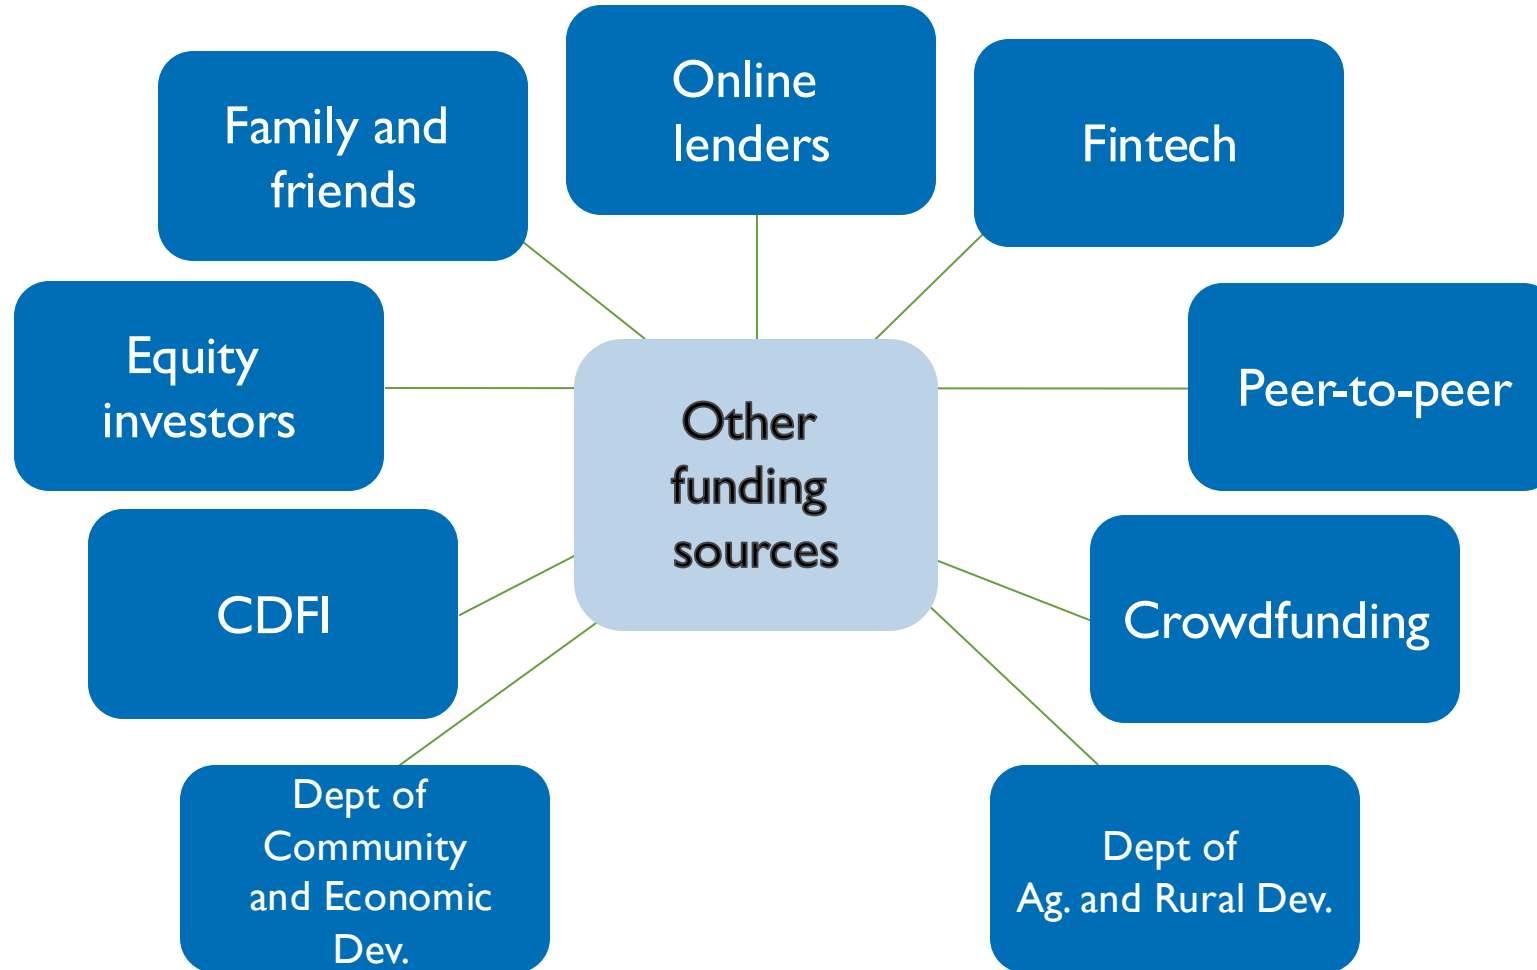 Online
lenders
Family and
friends
Fintech
Equity
investors
Peer-to-peer
Other
funding
sources
CDFI
Crowdfunding
Dept of
Community
and Economic
Dev.
Dept of
Ag. and Rural Dev.